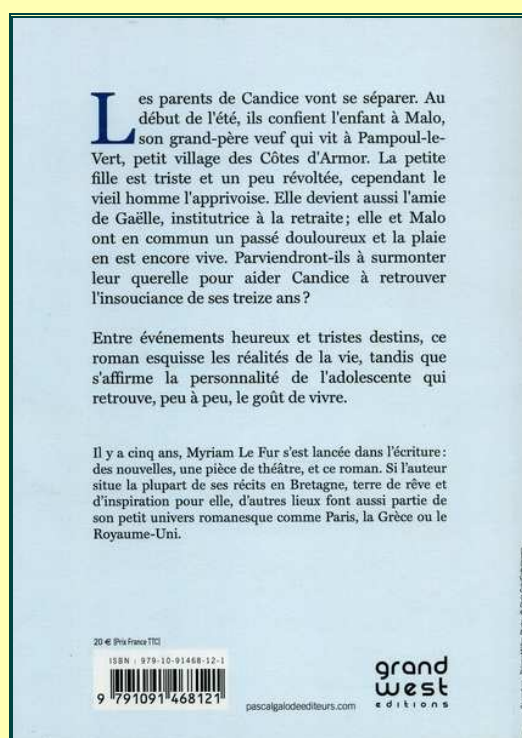 Les parents de Candice vont se séparer. Au
début de l'été, ils confient l'enfant à Malo,
son grand-père veuf qui vit à Pampoul-le-
Vert, petit village des Côtes d'Armor. La petite
fille est triste et un peu révoltée, cependant le
vieil homme l'apprivoise. Elle devient aussi l'amie
de Gaëlle, institutrice à la retraite ; elle et Malo
ont en commun un passé douloureux et la plaie
en est encore vive. Parviendront-ils à surmonter
leur querelle pour aider Candice à retrouver
l'insouciance de ses treize ans ?
Entre événements heureux et tristes destins, ce
roman esquisse les réalités de la vie, tandis que
s'affirme la personnalité de l'adolescente qui
retrouve, peu à peu, le goût de vivre.
Il y a cinq ans, Myriam Le Fur s'est lancée dans l'écriture :
des nouvelles, une pièce de théâtre, et ce roman. Si l'auteur
situe la plupart de ses récits en Bretagne, terre de rêve et
d'inspiration pour elle, d'autres lieux font aussi partie de
son petit univers romanesque comme Paris, la Grèce ou le
Royaume-Uni.
20 € (Prix France TTC)
ISBN : 979-10-91468-12-1
9 791091 468121
pascalgalodeediteurs.com
grand
west
editions